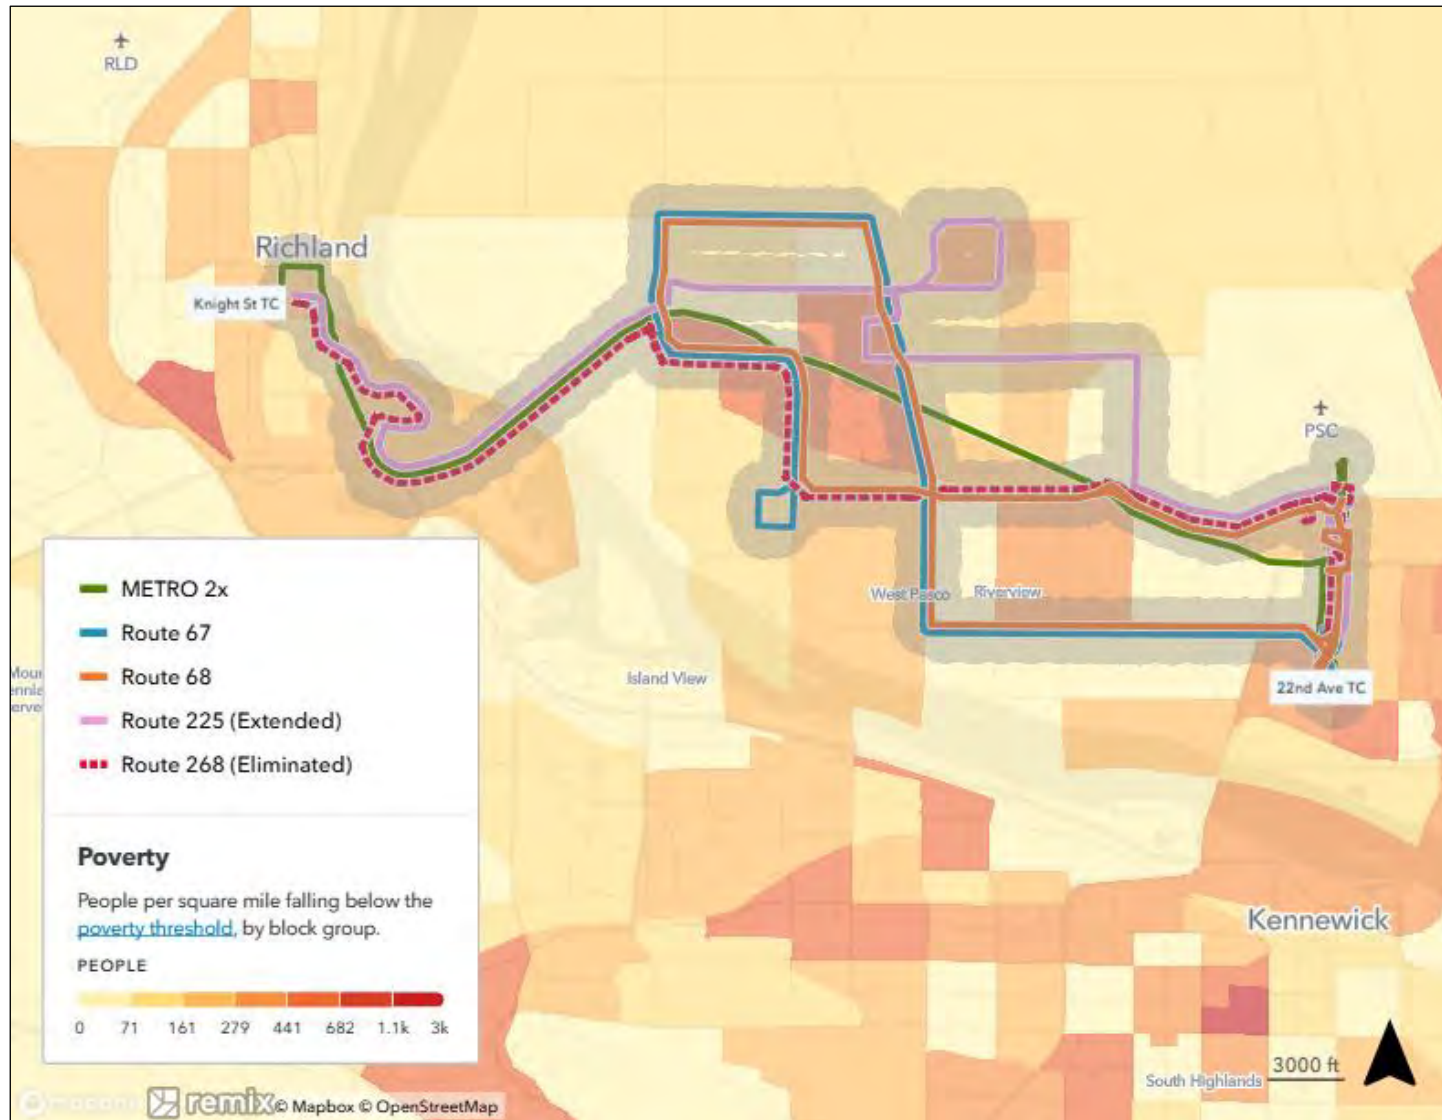 RLD
Richland
Knight St TC
PSC
West Pasco
Riverview
Island View
22nd Ave TC
METRO 2x
Route 67
Route 68
Route 225 (Extended)
Route 268 (Eliminated)
Poverty
People per square mile falling below the
poverty threshold, by block group.
PEOPLE
0 71 161 279 441 682 1.1k 3k
Kennewick
South Highlands
3000 ft
remix © Mapbox © OpenStreetMap